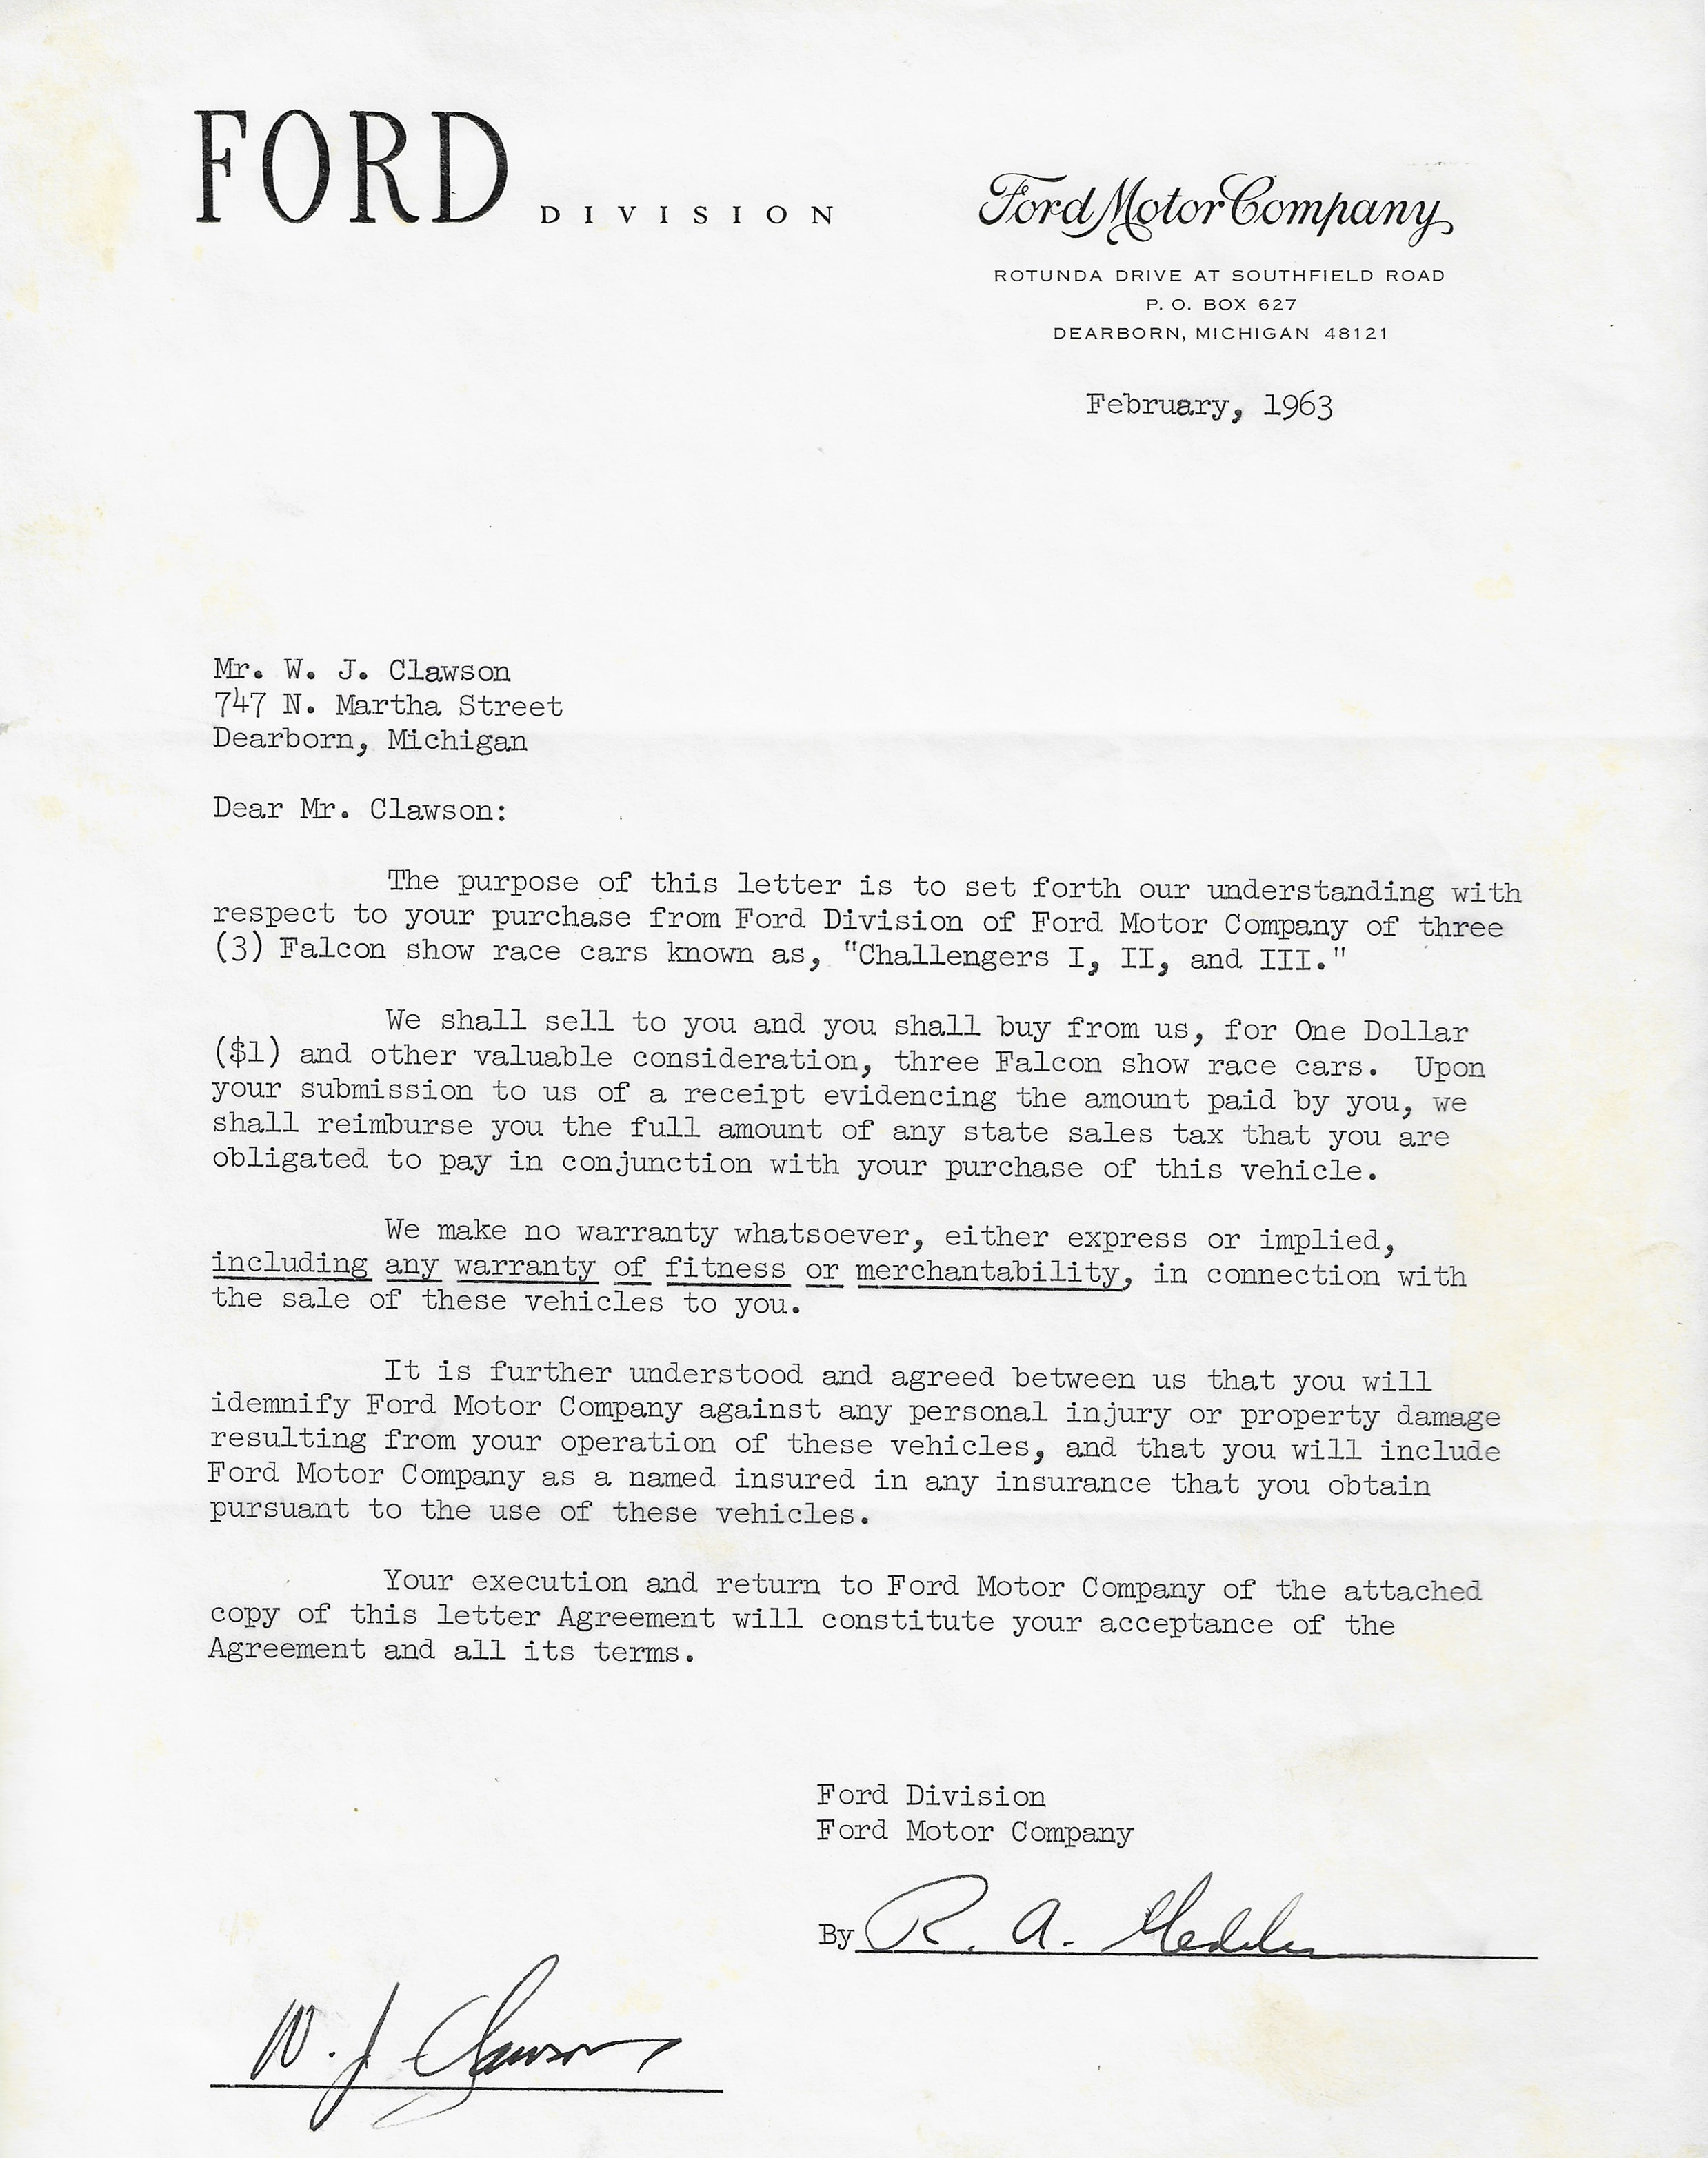 FORD DIVISION
Ford Motor Company
ROTUNDA DRIVE AT SOUTHFIELD ROAD
P. O. BOX 627
DEARBORN, MICHIGAN 48121
February, 1963
Mr. W. J. Clawson
747 N. Martha Street
Dearborn, Michigan
Dear Mr. Clawson:
The purpose of this letter is to set forth our understanding with
respect to your purchase from Ford Division of Ford Motor Company of three
(3) Falcon show race cars known as, "Challengers I, II, and III."
We shall sell to you and you shall buy from us, for One Dollar
($1) and other valuable consideration, three Falcon show race cars. Upon
your submission to us of a receipt evidencing the amount paid by you, we
shall reimburse you the full amount of any state sales tax that you are
obligated to pay in conjunction with your purchase of this vehicle.
We make no warranty whatsoever, either express or implied,
including any warranty of fitness or merchantability, in connection with
the sale of these vehicles to you.
It is further understood and agreed between us that you will
idemnify Ford Motor Company against any personal injury or property damage
resulting from your operation of these vehicles, and that you will include
Ford Motor Company as a named insured in any insurance that you obtain
pursuant to the use of these vehicles.
Your execution and return to Ford Motor Company of the attached
copy of this letter Agreement will constitute your acceptance of the
Agreement and all its terms.
Ford Division
Ford Motor Company
By R. A.
W. J. Clawson